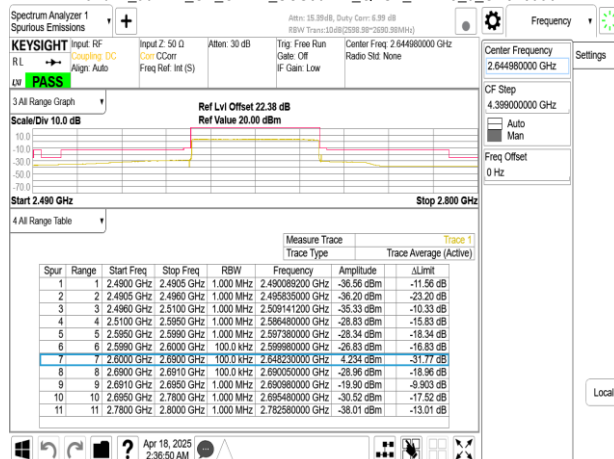 Spectrum Analyzer 1
Spurious Emissions
Attn: 15.39dB, Duty Corr: 6.99 dB
RBW Trans:10dB(2598.98~2690.98MHs)
Frequency
KEYSIGHT
Input: RF
Coupling: DC
Align: Auto
Input Z: 50 Ω
Corr CCorr
Freq Ref: Int (S)
Atten: 30 dB
Trig: Free Run
Gate: Off
IF Gain: Low
Center Freq: 2.644980000 GHz
Radio Std: None
RL
PASS
Center Frequency
2.644980000 GHz
Settings
CF Step
4.399000000 GHz
Auto
Man
Freq Offset
0 Hz
Local
3 All Range Graph
Scale/Div 10.0 dB
Ref Lvl Offset 22.38 dB
Ref Value 20.00 dBm
10.0
-10.0
-30.0
-50.0
-70.0
Start 2.490 GHz
Stop 2.800 GHz
4 All Range Table
Measure Trace Trace 1
Trace Type Trace Average (Active)
Spur Range Start Freq Stop Freq RBW Frequency Amplitude ΔLimit
1 1 2.4900 GHz 2.4905 GHz 1.000 MHz 2.490089200 GHz -36.56 dBm -11.56 dB
2 2 2.4905 GHz 2.4960 GHz 1.000 MHz 2.495835000 GHz -36.20 dBm -23.20 dB
3 3 2.4960 GHz 2.5100 GHz 1.000 MHz 2.509141200 GHz -35.33 dBm -10.33 dB
4 4 2.5100 GHz 2.5950 GHz 1.000 MHz 2.586480000 GHz -28.83 dBm -15.83 dB
5 5 2.5950 GHz 2.5990 GHz 1.000 MHz 2.597380000 GHz -28.34 dBm -18.34 dB
6 6 2.5990 GHz 2.6000 GHz 100.0 kHz 2.599980000 GHz -26.83 dBm -16.83 dB
7 7 2.6000 GHz 2.6900 GHz 100.0 kHz 2.648230000 GHz 4.234 dBm -31.77 dB
8 8 2.6900 GHz 2.6910 GHz 100.0 kHz 2.690050000 GHz -28.96 dBm -18.96 dB
9 9 2.6910 GHz 2.6950 GHz 1.000 MHz 2.690980000 GHz -19.90 dBm -9.903 dB
10 10 2.6950 GHz 2.7800 GHz 1.000 MHz 2.695480000 GHz -30.52 dBm -17.52 dB
11 11 2.7800 GHz 2.8000 GHz 1.000 MHz 2.782580000 GHz -38.01 dBm -13.01 dB
Apr 18, 2025
2:36:50 AM